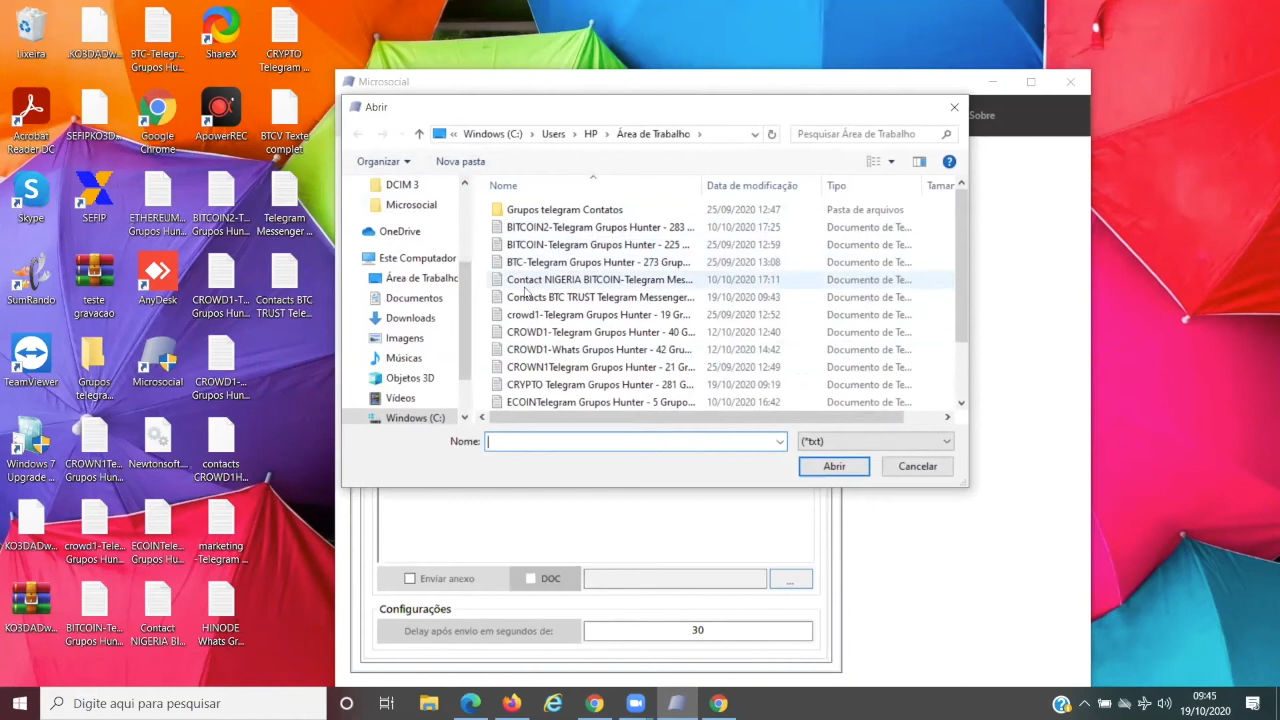 Lixeira
.KO3DADw...
BTC-Telegr...
Grupos Hu...
ShareX
CRYPTO
Telegram ...
Acrobat
Reader DC
SEFIPKO3D...
Google
Chrome
ApowerREC
BTCV Texte
complet
Skype
SEFIP
ETHEREUM...
Grupos Hu...
BITCOIN2-T...
Grupos Hu...
Telegram
Messenger ...
SumRando
teste
gravacao
AnyDesk
CROWD1-T...
Grupos Hu...
Contacts BTC
TRUST Tele...
TeamViewer
Grupos
telegra...
Microsocial
CROWD1-...
Grupos Hu...
Windows 7
Upgrade ...
CROWN1Te...
Grupos Hu...
Newtonsoft...
contacts
CROWD1H...
KO3DADw...
crowd1-Tele...
Grupos Hu...
ECOINTele...
Grupos Hu...
marketing
-Telegram ...
KO3DADw...
BITCOIN-Te...
Grupos Hu...
Contact
NIGERIA BI...
HINODE
Whats Gr...
Microsocial
Sobre
Abrir
Windows (C:) Users HP Área de Trabalho
Pesquisar Área de Trabalho
Organizar Nova pasta
DCIM 3
Microsocial
OneDrive
Este Computador
Área de Trabalho
Documentos
Downloads
Imagens
Músicas
Objetos 3D
Vídeos
Windows (C:)
Nome Data de modificação Tipo Tamar
Grupos telegram Contatos 25/09/2020 12:47 Pasta de arquivos
BITCOIN2-Telegram Grupos Hunter - 283 ... 10/10/2020 17:25 Documento de Te...
BITCOIN-Telegram Grupos Hunter - 225 ... 25/09/2020 12:59 Documento de Te...
BTC-Telegram Grupos Hunter - 273 Grup... 25/09/2020 13:08 Documento de Te...
Contact NIGERIA BITCOIN-Telegram Mes... 10/10/2020 17:11 Documento de Te...
Contacts BTC TRUST Telegram Messenger... 19/10/2020 09:43 Documento de Te...
crowd1-Telegram Grupos Hunter - 19 Gr... 25/09/2020 12:52 Documento de Te...
CROWD1-Telegram Grupos Hunter - 40 G... 12/10/2020 12:40 Documento de Te...
CROWD1-Whats Grupos Hunter - 42 Gru... 12/10/2020 14:42 Documento de Te...
CROWN1Telegram Grupos Hunter - 21 Gr... 25/09/2020 12:49 Documento de Te...
CRYPTO Telegram Grupos Hunter - 281 G... 19/10/2020 09:19 Documento de Te...
ECOINTelegram Grupos Hunter - 5 Grupo... 10/10/2020 16:42 Documento de Te...
Nome:
(*txt)
Abrir Cancelar
Enviar anexo DOC ...
Configurações
Delay após envio em segundos de: 30
Digite aqui para pesquisar
09:45
19/10/2020